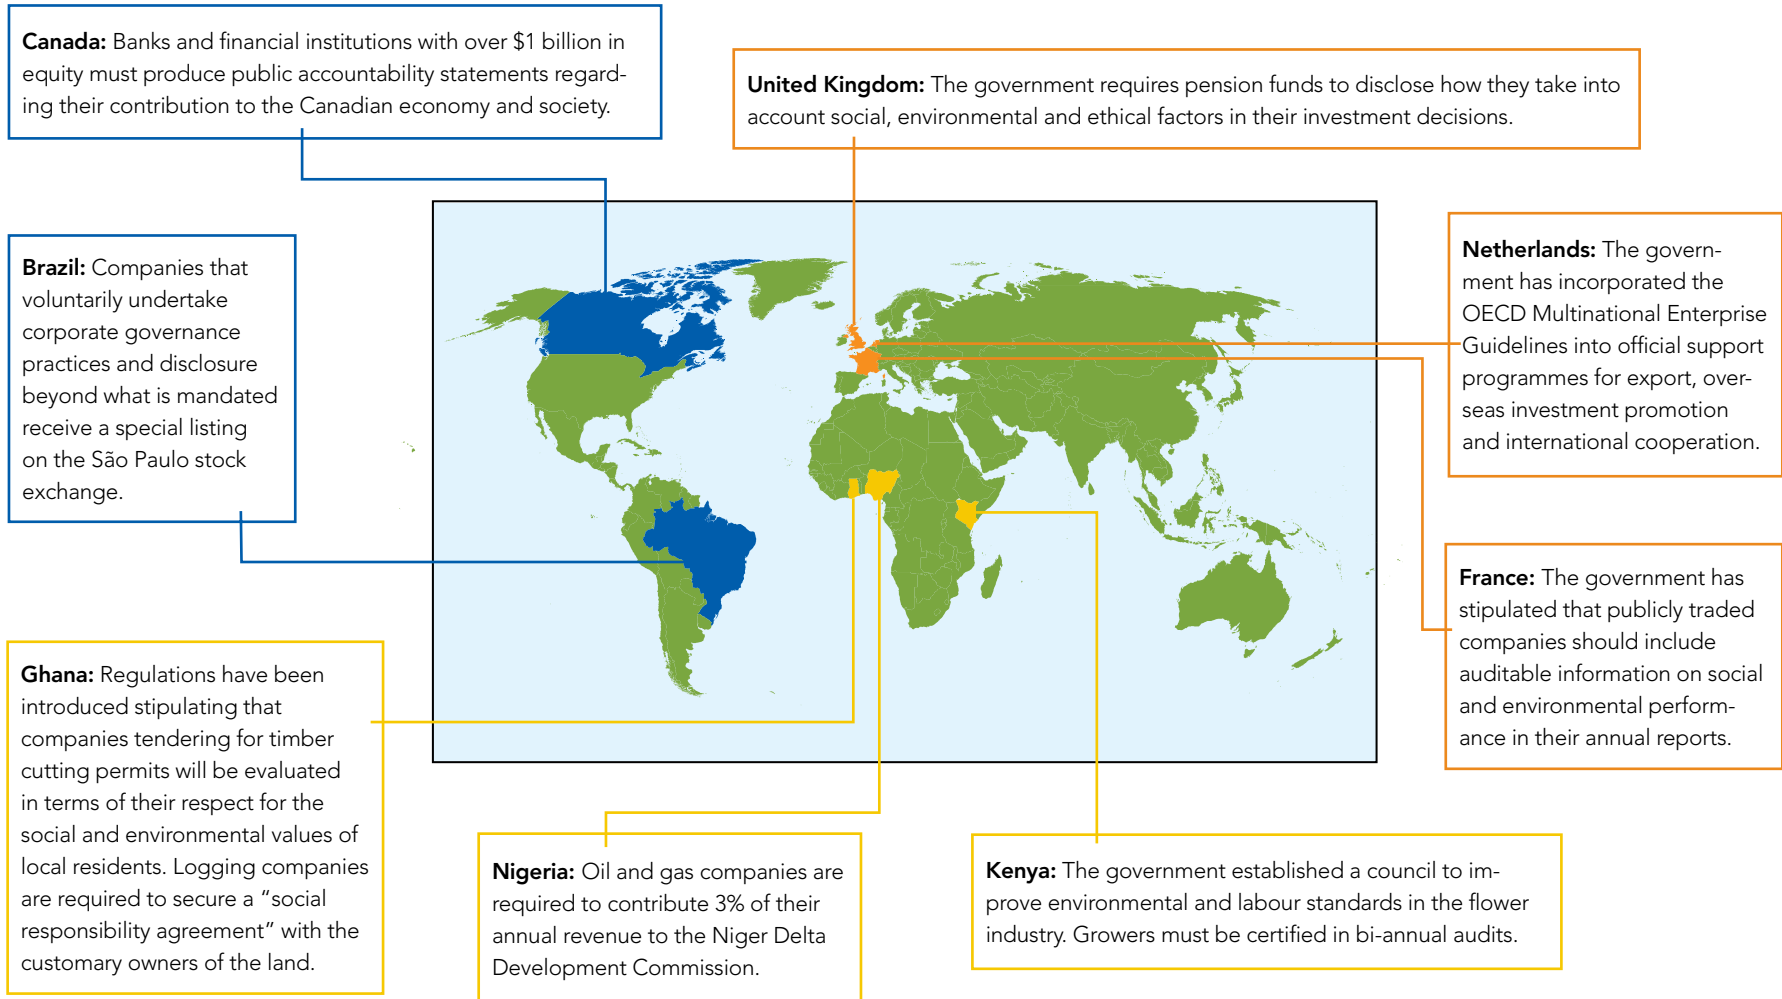 Canada: Banks and financial institutions with over $1 billion in
equity must produce public accountability statements regard-
ing their contribution to the Canadian economy and society.
United Kingdom: The government requires pension funds to disclose how they take into
account social, environmental and ethical factors in their investment decisions.
Brazil: Companies that
voluntarily undertake
corporate governance
practices and disclosure
beyond what is mandated
receive a special listing
on the São Paulo stock
exchange.
Netherlands: The govern-
ment has incorporated the
OECD Multinational Enterprise
Guidelines into official support
programmes for export, over-
seas investment promotion
and international cooperation.
France: The government has
stipulated that publicly traded
companies should include
auditable information on social
and environmental perform-
ance in their annual reports.
Ghana: Regulations have been
introduced stipulating that
companies tendering for timber
cutting permits will be evaluated
in terms of their respect for the
social and environmental values of
local residents. Logging companies
are required to secure a “social
responsibility agreement” with the
customary owners of the land.
Nigeria: Oil and gas companies are
required to contribute 3% of their
annual revenue to the Niger Delta
Development Commission.
Kenya: The government established a council to im-
prove environmental and labour standards in the flower
industry. Growers must be certified in bi-annual audits.